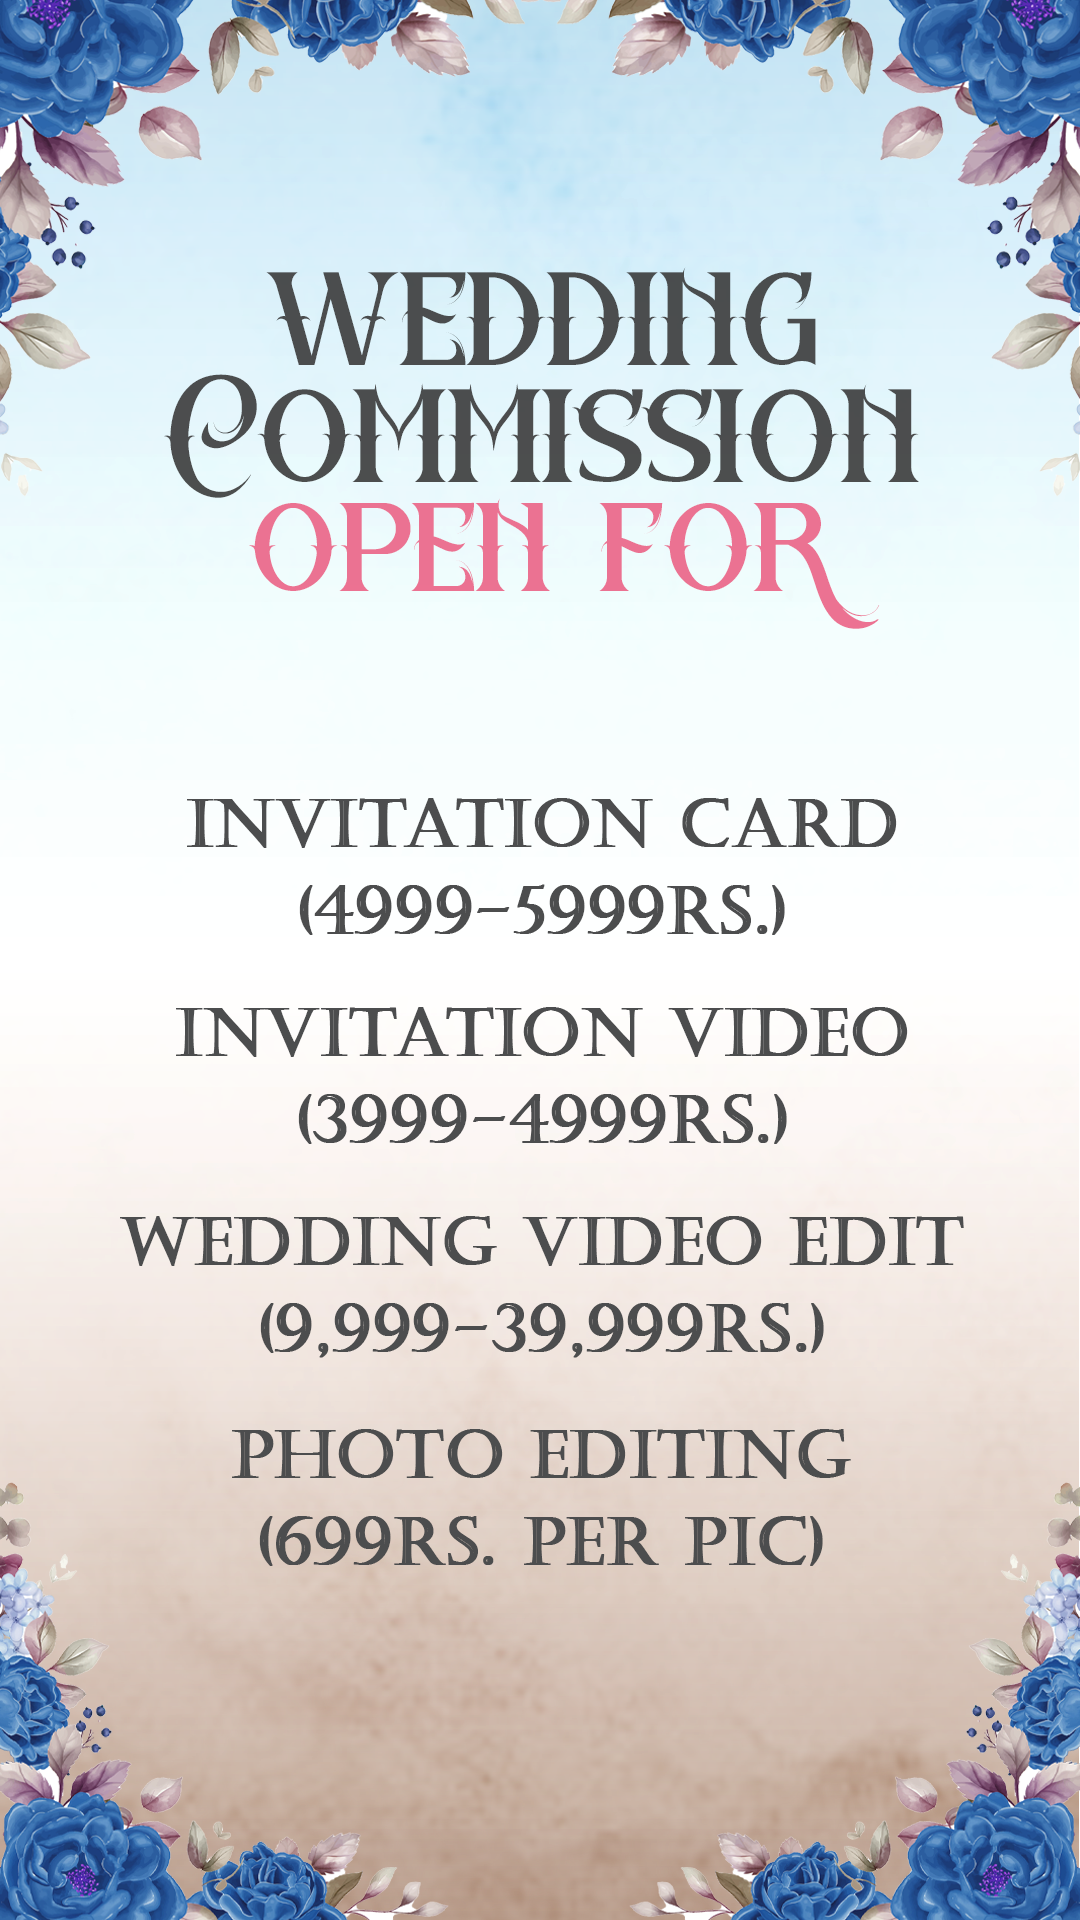 WEDDING
COMMISSION
OPEN FOR
INVITATION CARD
(4999-5999RS.)
INVITATION VIDEO
(3999-4999RS.)
WEDDING VIDEO EDIT
(9,999-39,999RS.)
PHOTO EDITING
(699RS. PER PIC)